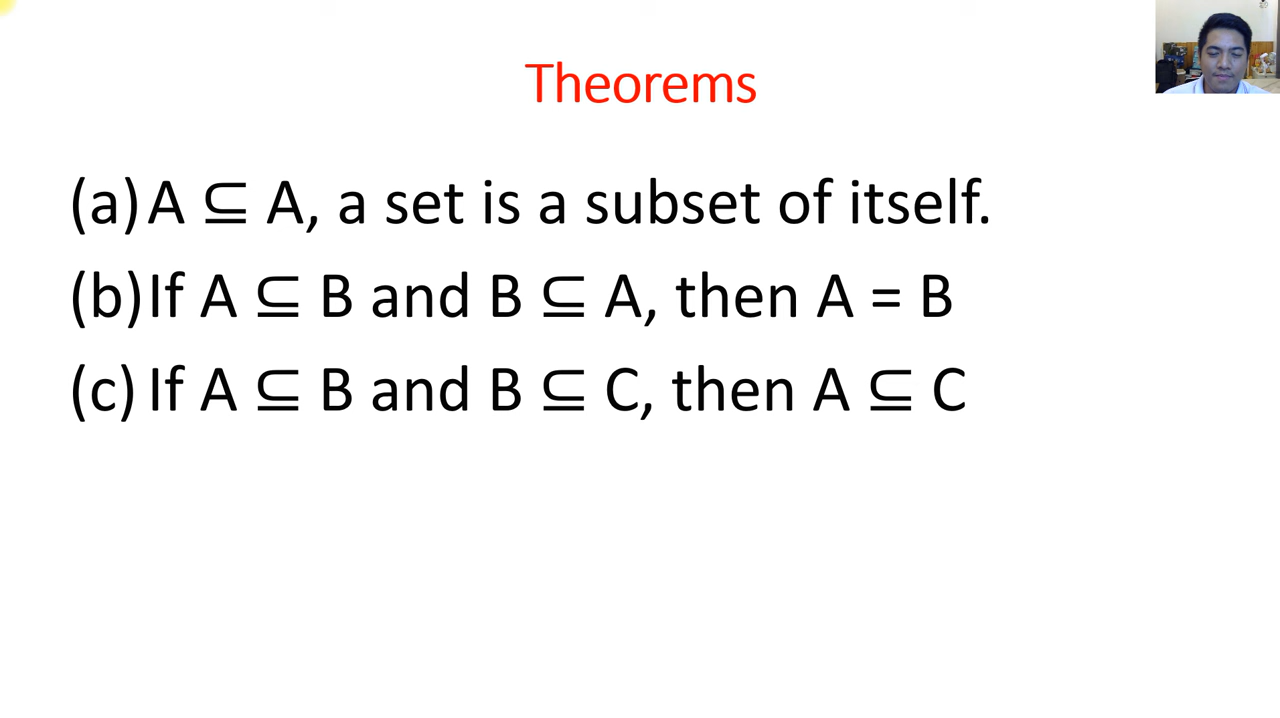 Theorems
(a) A ⊆ A, a set is a subset of itself.
(b) If A ⊆ B and B ⊆ A, then A = B
(c) If A ⊆ B and B ⊆ C, then A ⊆ C